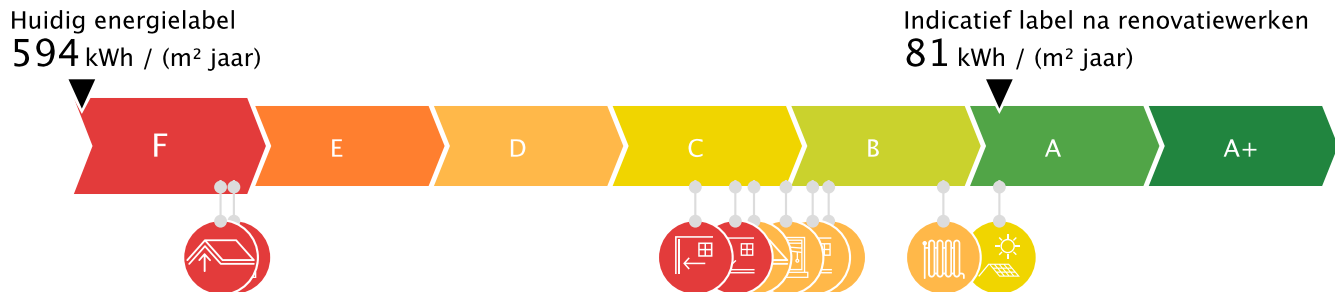 Huidig energielabel
594 kWh / (m² jaar)
Indicatief label na renovatiewerken
81 kWh / (m² jaar)
F E D C B A A+